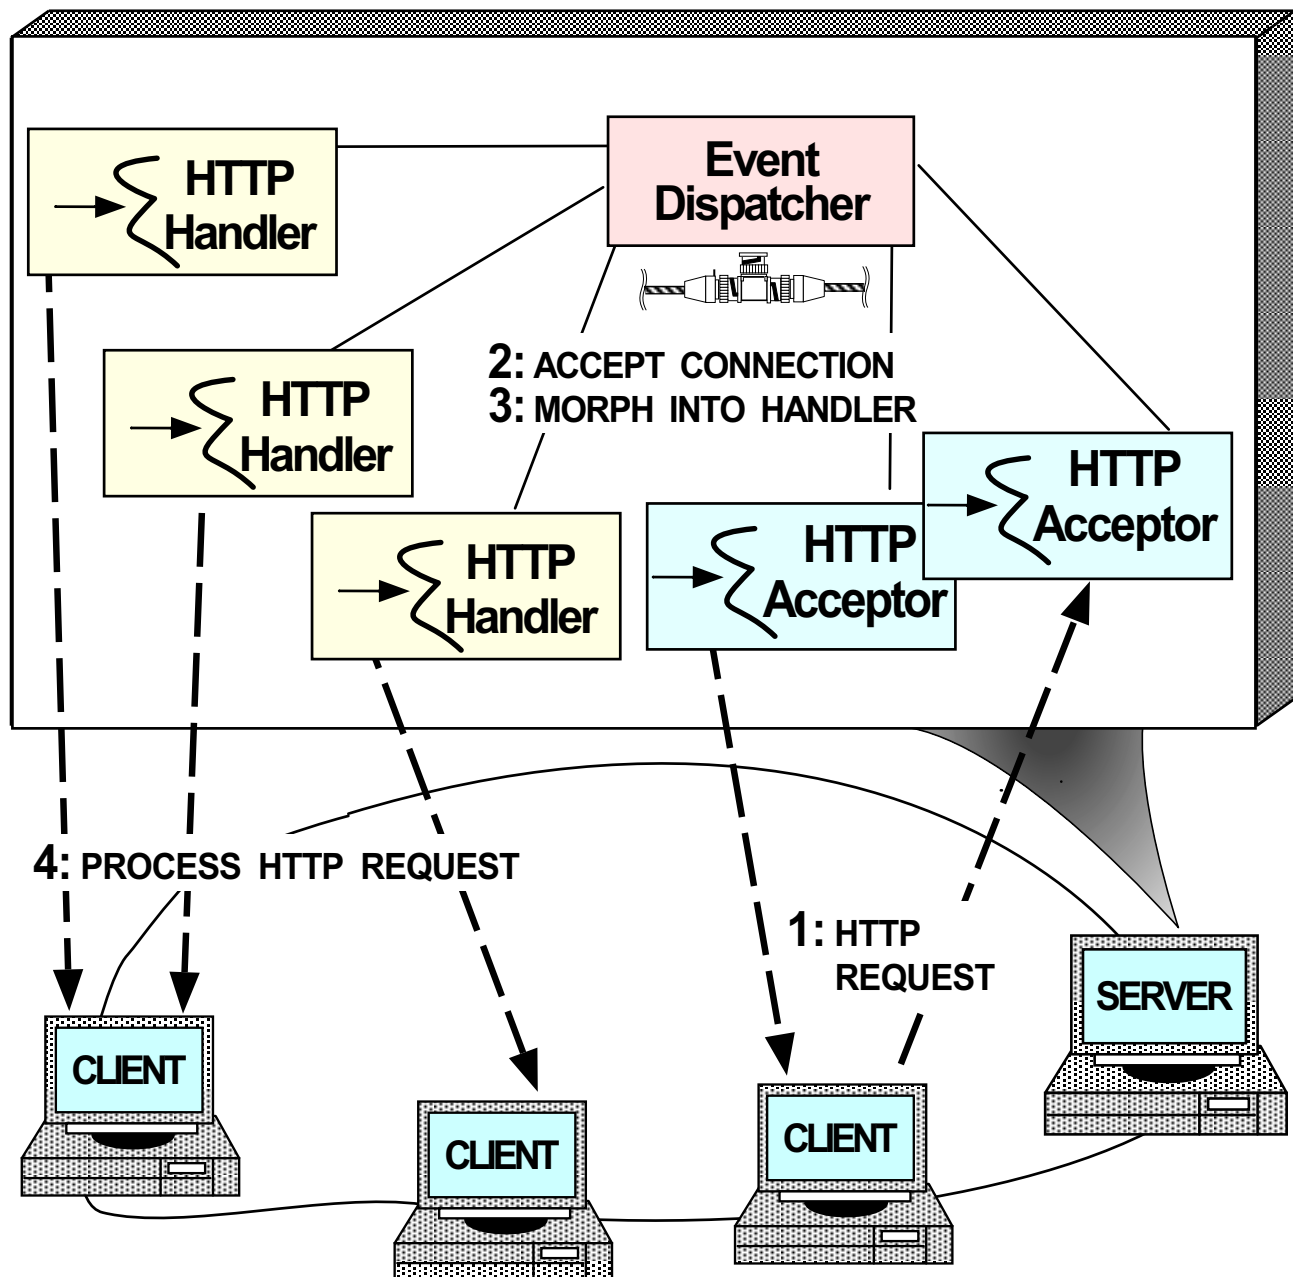 Event
Dispatcher
HTTP
Handler
HTTP
Handler
HTTP
Handler
2: ACCEPT CONNECTION
3: MORPH INTO HANDLER
HTTP
Acceptor
HTTP
Acceptor
4: PROCESS HTTP REQUEST
1: HTTP
REQUEST
SERVER
CLIENT
CLIENT
CLIENT